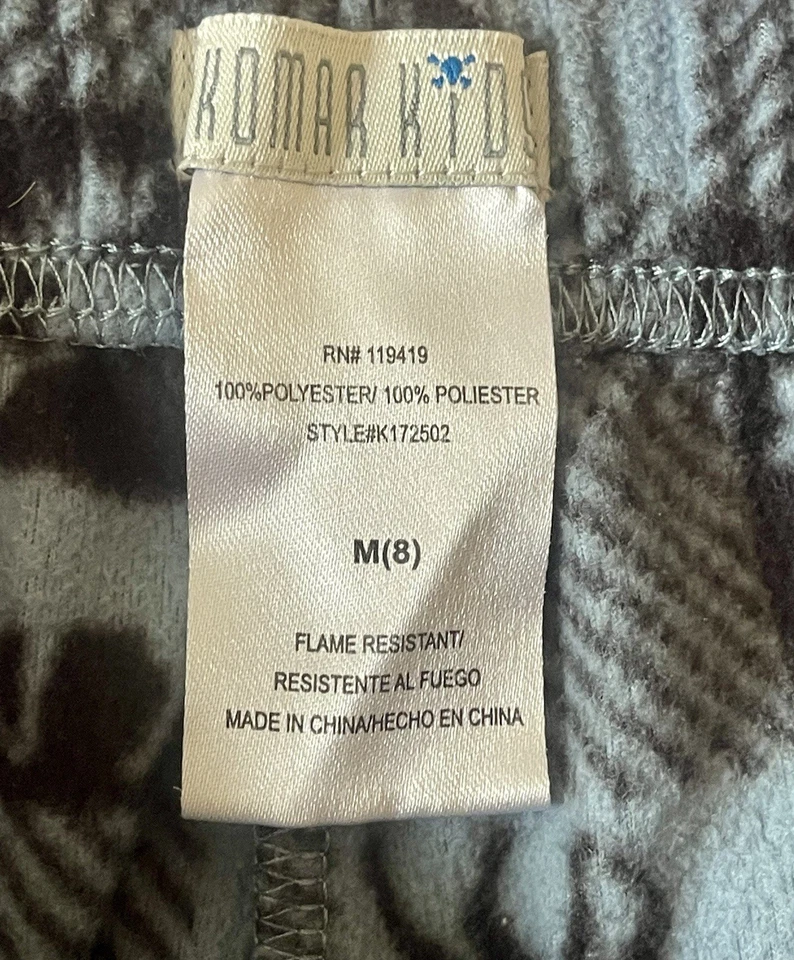 KOMAR KiDS
RN# 119419
100%POLYESTER/ 100% POLIESTER
STYLE#K172502
M(8)
FLAME RESISTANT/
RESISTENTE AL FUEGO
MADE IN CHINA/HECHO EN CHINA